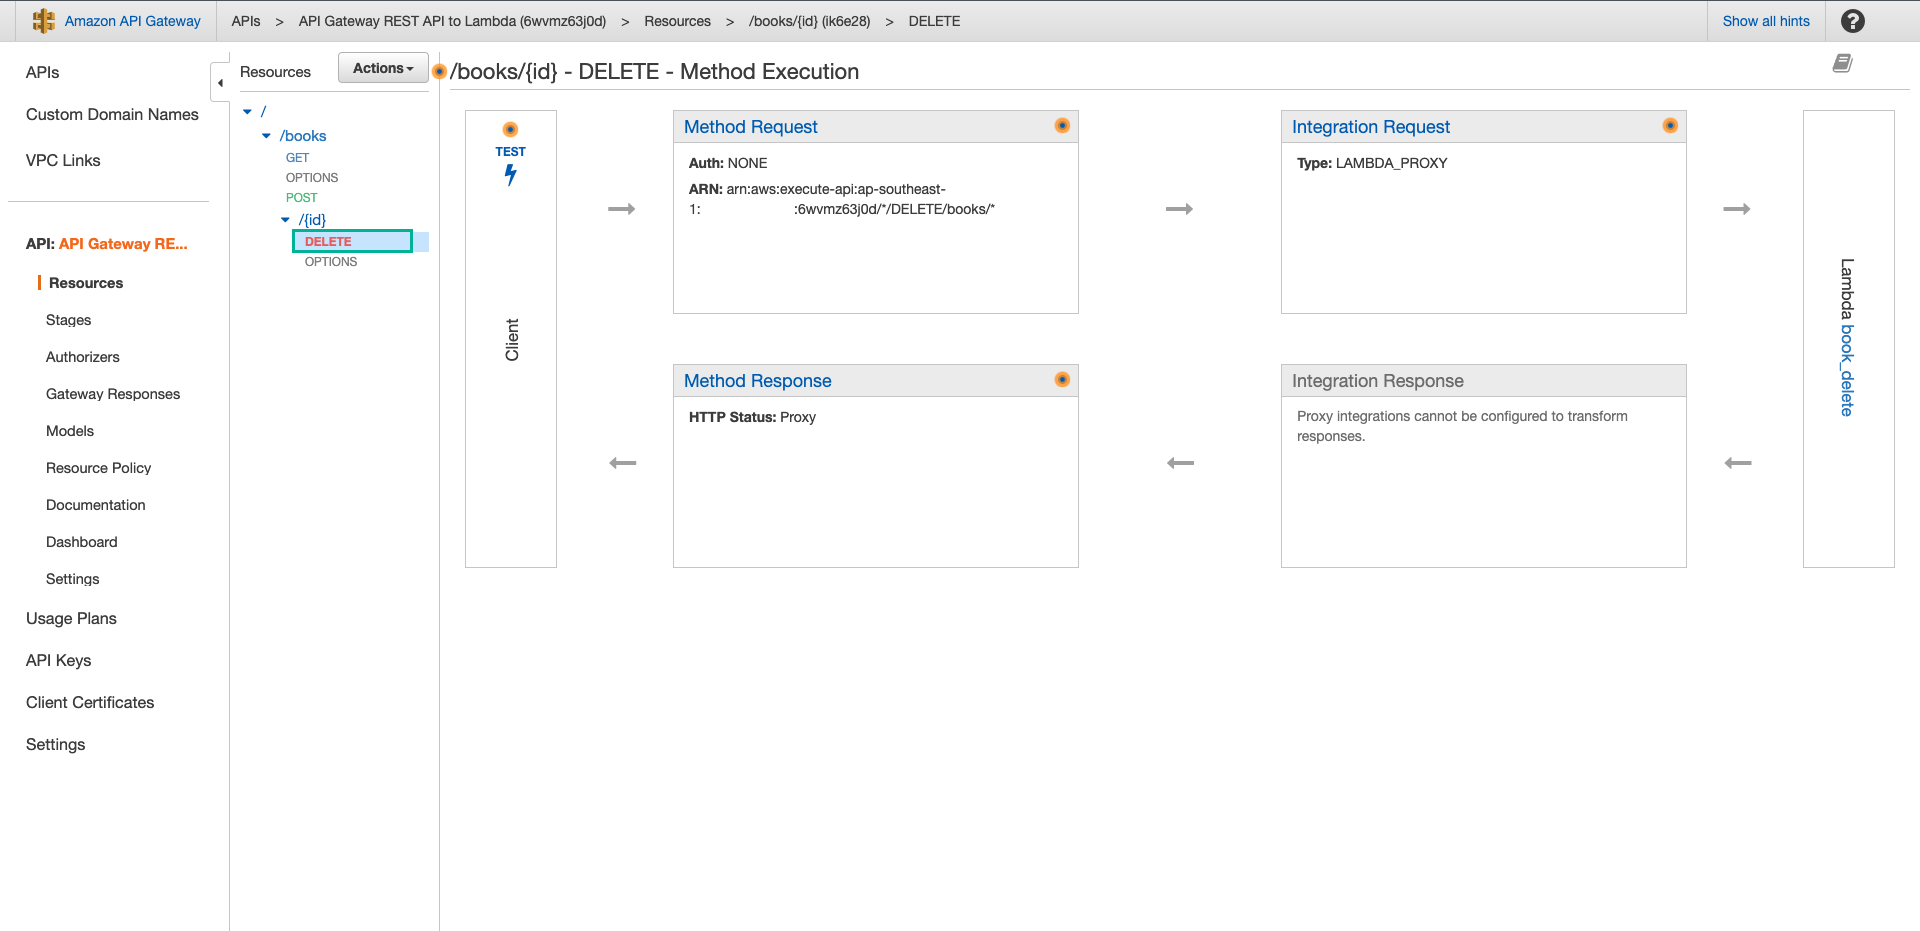 Amazon API Gateway
APIs > API Gateway REST API to Lambda (6wvmz63j0d) > Resources > /books/{id} (ik6e28) > DELETE
Show all hints
?
APIs
Custom Domain Names
VPC Links
API: API Gateway RE...
Resources
Stages
Authorizers
Gateway Responses
Models
Resource Policy
Documentation
Dashboard
Settings
Usage Plans
API Keys
Client Certificates
Settings
Resources
Actions
/
/books
GET
OPTIONS
POST
/{id}
DELETE
OPTIONS
/books/{id} - DELETE - Method Execution
TEST
Client
Method Request
Auth: NONE
ARN: arn:aws:execute-api:ap-southeast-
1: :6wvmz63j0d/*/DELETE/books/*
Integration Request
Type: LAMBDA_PROXY
Method Response
HTTP Status: Proxy
Integration Response
Proxy integrations cannot be configured to transform
responses.
Lambda book_delete